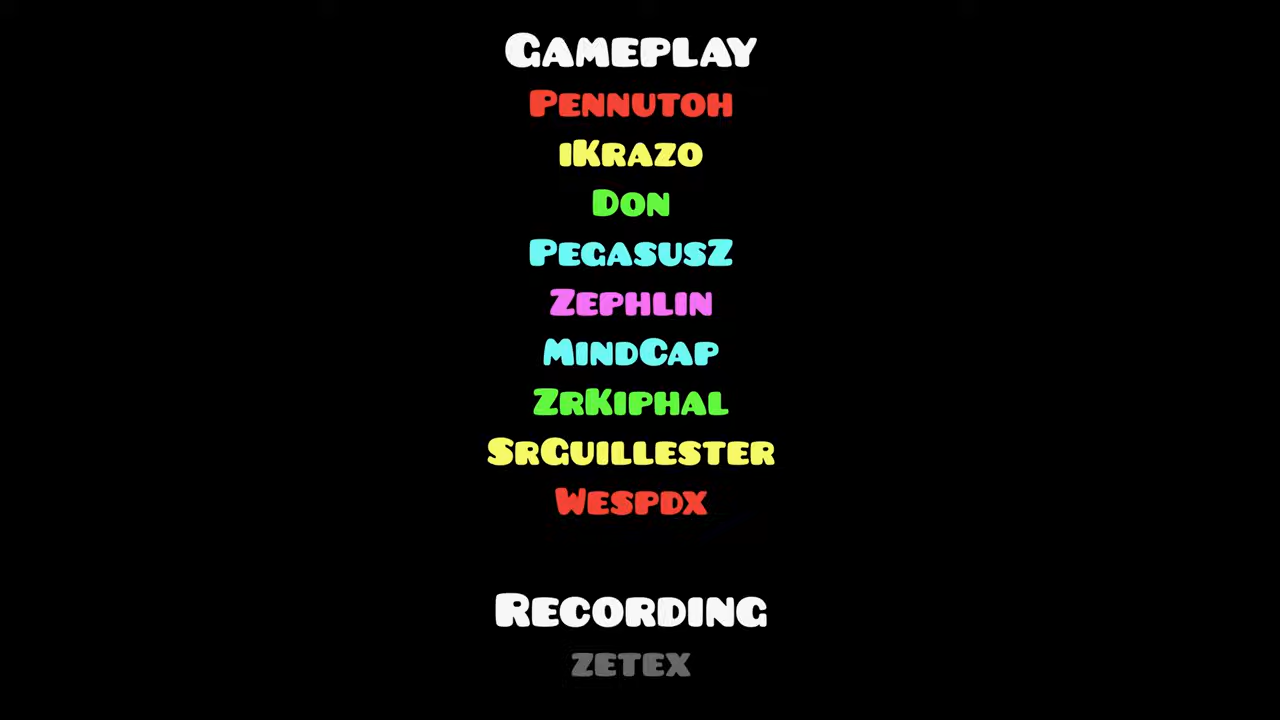 Gameplay
Pennutoh
iKrazo
Don
PegasusZ
Zephlin
MindCap
ZrKiphal
SrGuillester
Wespdx
Recording
zetex